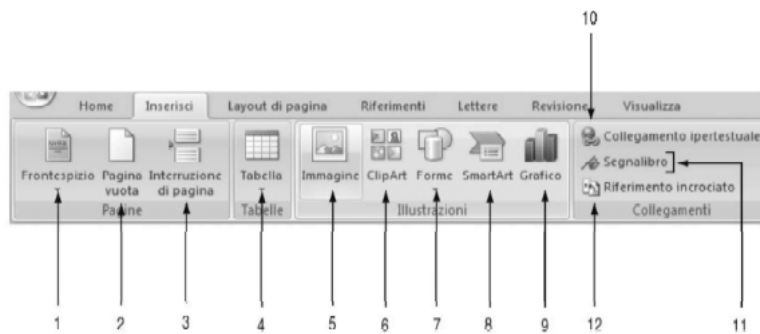 10
Home Inserisci Layout di pagina Riferimenti Lettere Revisione Visualizza
Frontespizio Pagina vuota Interruzione di pagina Tabella Immagine ClipArt Forme SmartArt Grafico
Collegamento ipertestuale
Segnalibro
Riferimento incrociato
Pagine Tabelle Illustrazioni Collegamenti
1 2 3 4 5 6 7 8 9 12 11